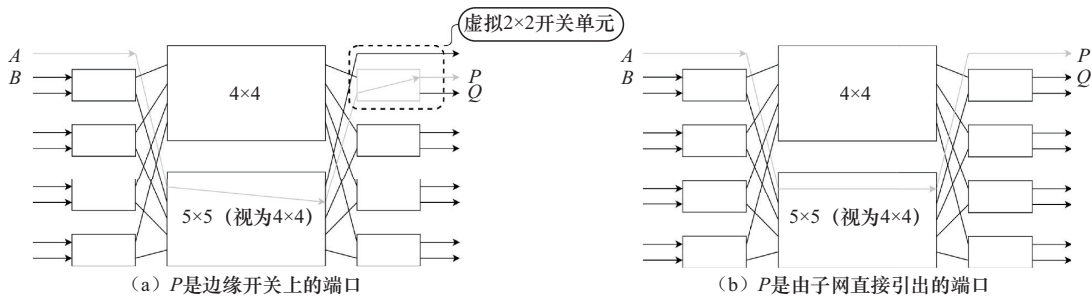 虚拟2×2开关单元
A
B
4×4
P
Q
5×5（视为4×4）
（a）P是边缘开关上的端口
A
B
4×4
P
Q
5×5（视为4×4）
（b）P是由子网直接引出的端口